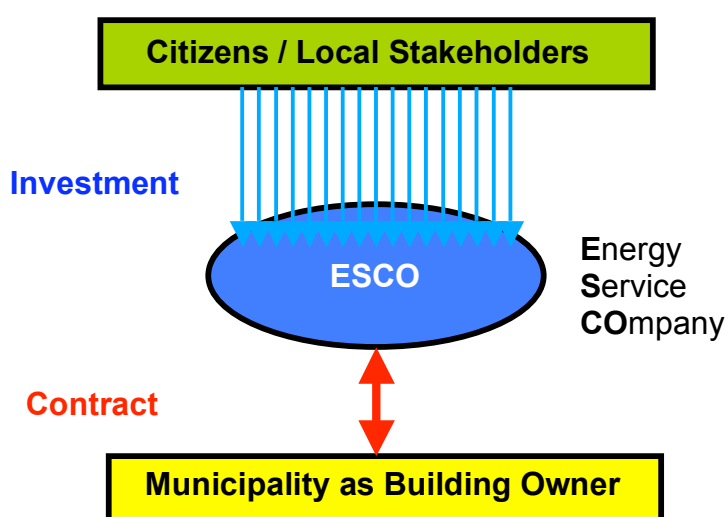 Citizens / Local Stakeholders
Investment
ESCO
Energy
Service
COmpany
Contract
Municipality as Building Owner